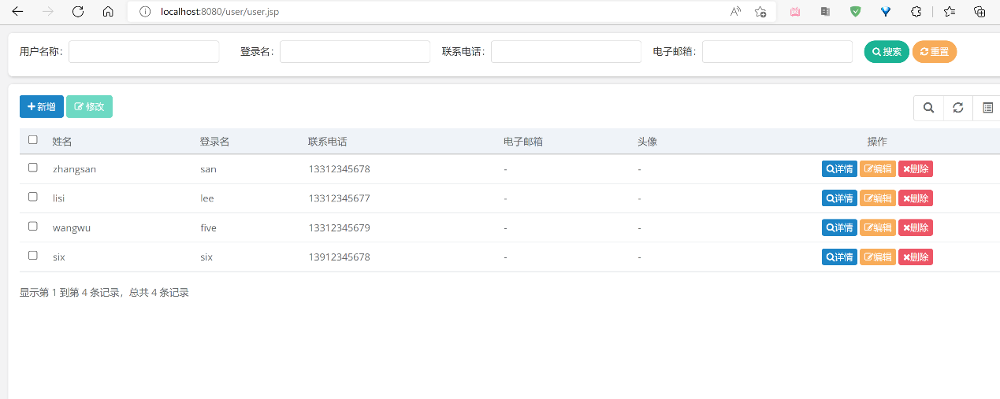 localhost:8080/user/user.jsp
用户名称： 登录名： 联系电话： 电子邮箱： 搜索 重置
新增 修改
姓名 登录名 联系电话 电子邮箱 头像 操作
zhangsan san 13312345678 - - 详情 编辑 删除
lisi lee 13312345677 - - 详情 编辑 删除
wangwu five 13312345679 - - 详情 编辑 删除
six six 13912345678 - - 详情 编辑 删除
显示第 1 到第 4 条记录，总共 4 条记录